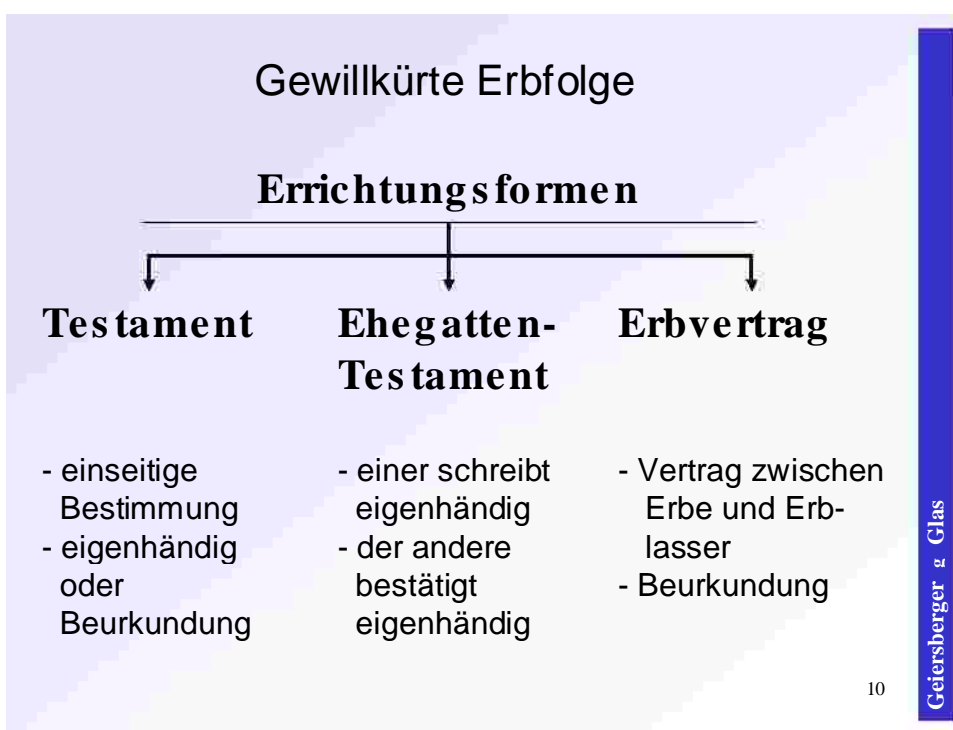 Gewillkürte Erbfolge
Errichtungsformen
Testament
Ehegatten-
Testament
Erbvertrag
- einseitige
Bestimmung
- eigenhändig
oder
Beurkundung
- einer schreibt
eigenhändig
- der andere
bestätigt
eigenhändig
- Vertrag zwischen
Erbe und Erb-
lasser
- Beurkundung
10
Geiersberger g Glas